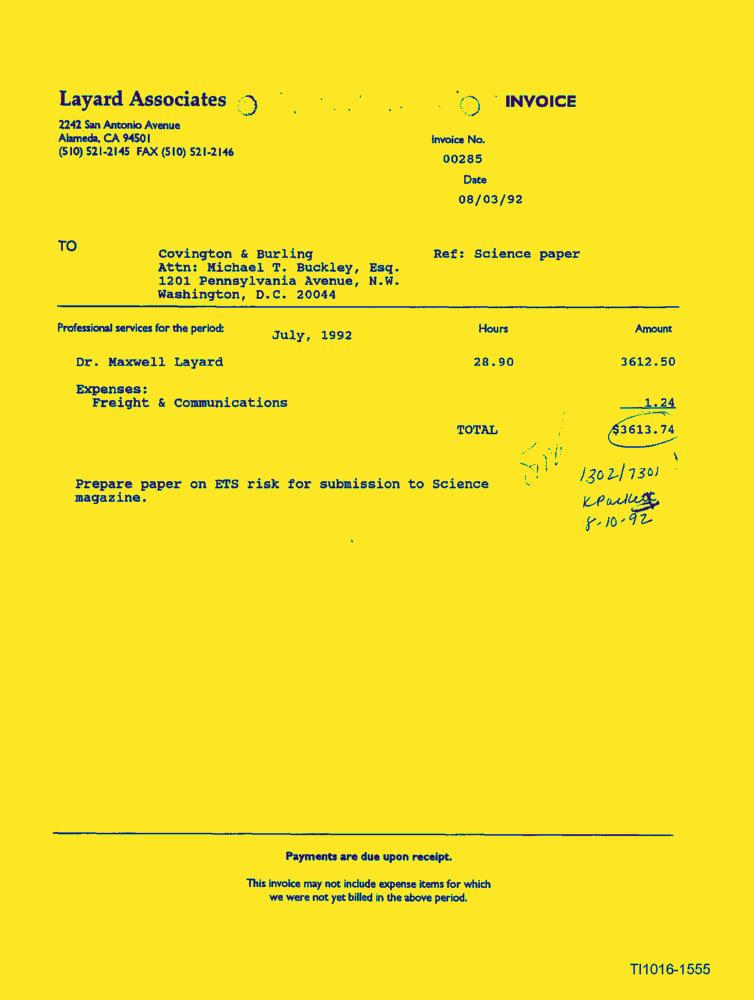 Layard Associates
INVOICE
2242 San Antonio Avenue
Alameda, CA 94501
(510) 521-2145 FAX (510) 521-2146
Invoice No.
00285
Date
08/03/92
TO
Covington & Burling
Attn: Michael T. Buckley, Esq.
1201 Pennsylvania Avenue, N.W.
Washington, D.C. 20044
Ref: Science paper
Professional services for the period: July, 1992 Hours Amount
Dr. Maxwell Layard 28.90 3612.50
Expenses:
Freight & Communications 1.24
TOTAL $3613.74
1302/7301
Prepare paper on ETS risk for submission to Science
magazine.
8-10-92
Payments are due upon receipt.
This invoice may not include expense items for which
we were not yet billed in the above period.
TI1016-1555